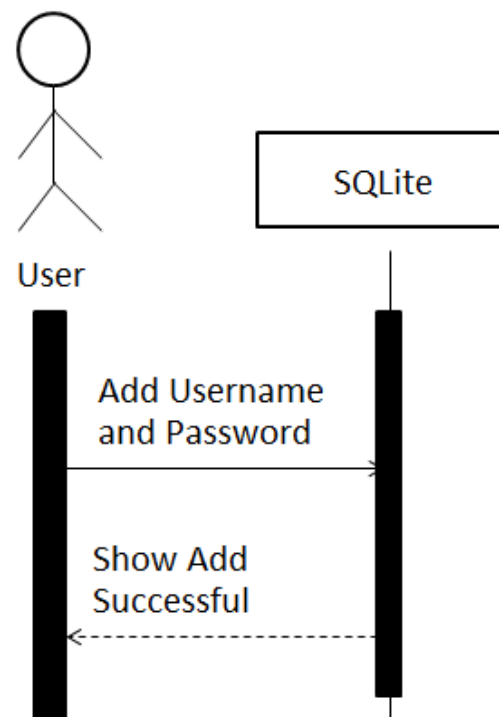 SQLite
User
Add Username
and Password
Show Add
Successful